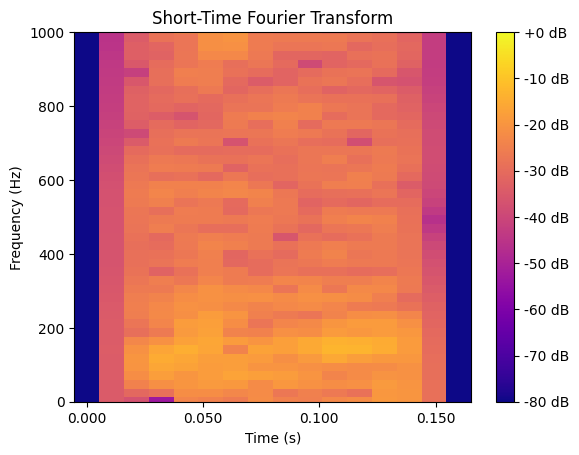 Short-Time Fourier Transform
Frequency (Hz)
1000
800
600
400
200
0
0.000
0.050
0.100
0.150
Time (s)
+0 dB
-10 dB
-20 dB
-30 dB
-40 dB
-50 dB
-60 dB
-70 dB
-80 dB